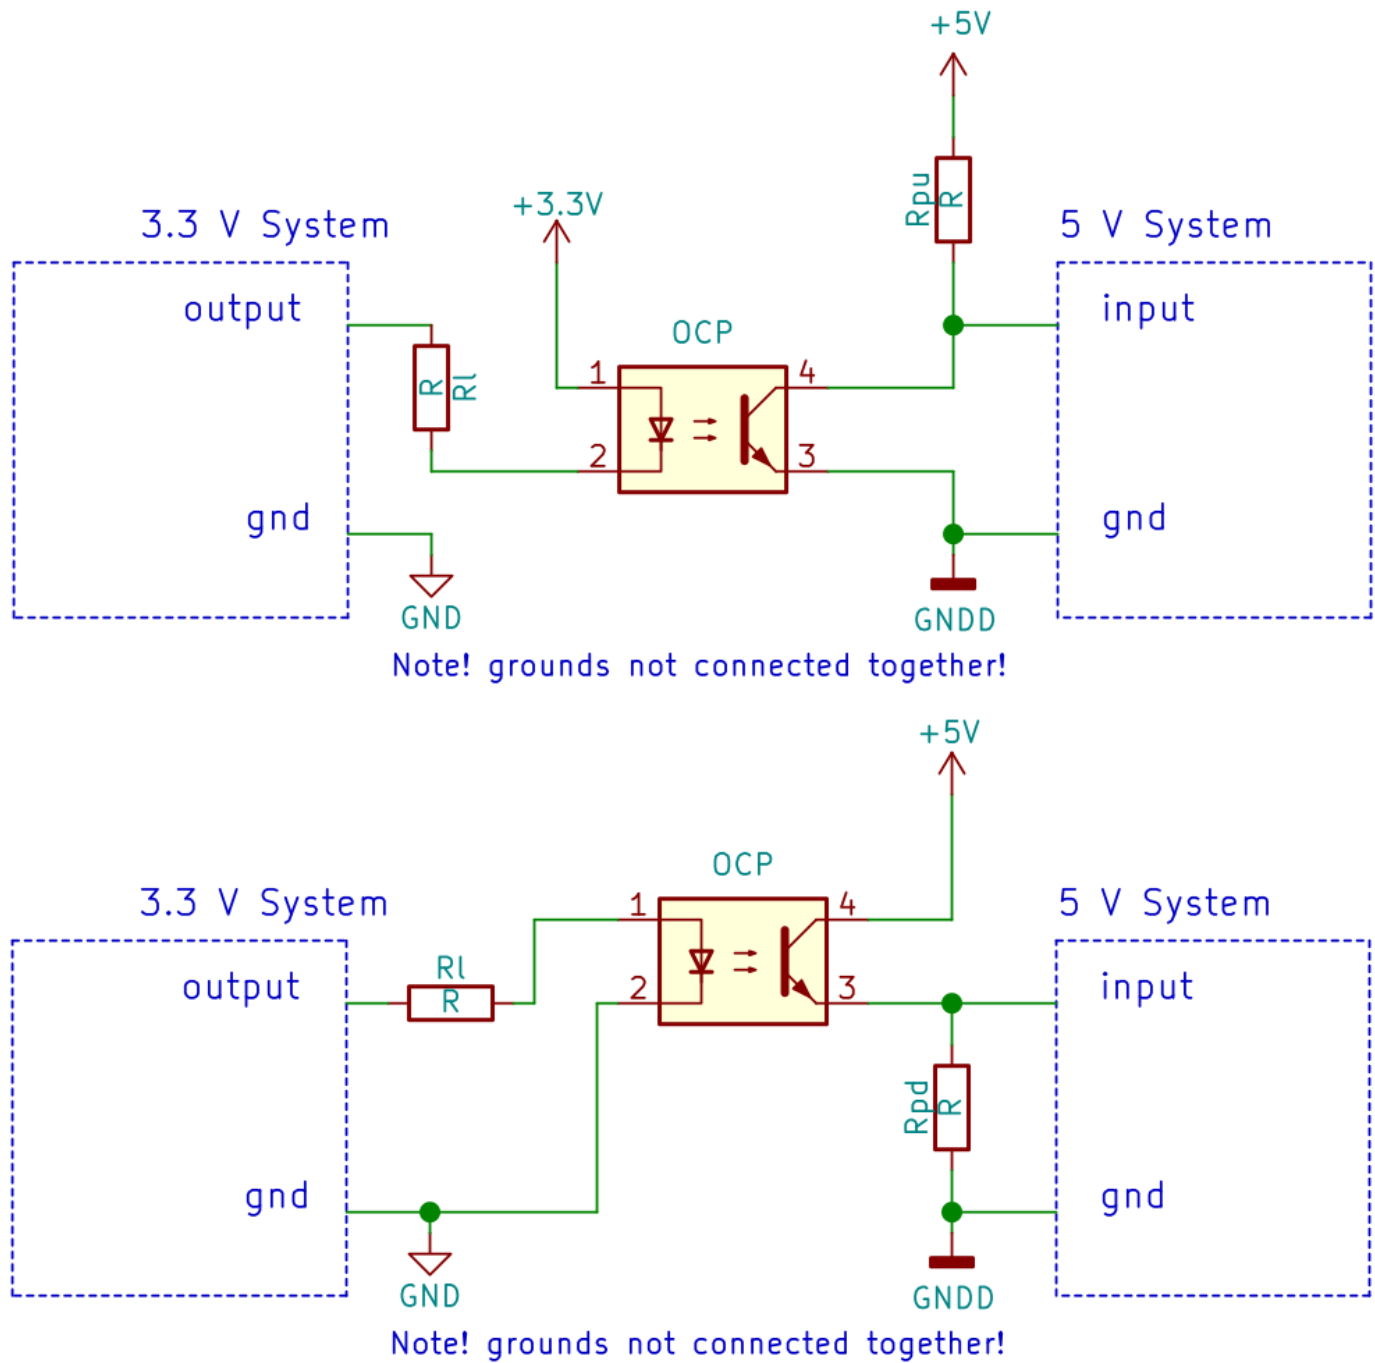 +5V
Rpu
R
+3.3V
3.3 V System
5 V System
output
input
OCP
R
Rl
1
4
2
3
gnd
gnd
GND
GNDD
Note! grounds not connected together!
+5V
OCP
3.3 V System
5 V System
1
4
output
Rl
R
2
3
input
Rpd
R
gnd
gnd
GND
GNDD
Note! grounds not connected together!